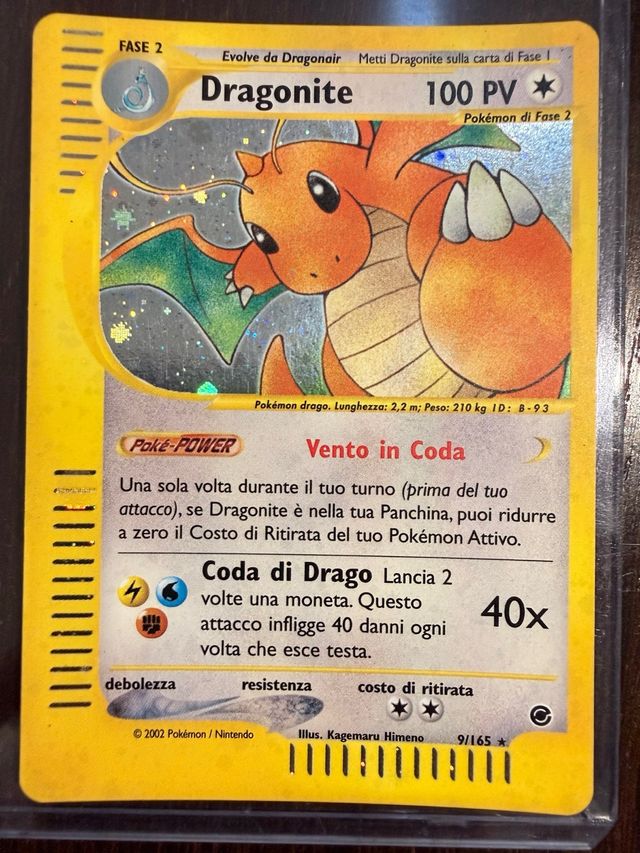 FASE 2
Evolve da Dragonair Metti Dragonite sulla carta di Fase 1
Dragonite 100 PV
Pokémon di Fase 2
Pokémon drago. Lunghezza: 2,2 m; Peso: 210 kg ID: B-93
Poké-POWER Vento in Coda
Una sola volta durante il tuo turno (prima del tuo
attacco), se Dragonite è nella tua Panchina, puoi ridurre
a zero il Costo di Ritirata del tuo Pokémon Attivo.
Coda di Drago Lancia 2
volte una moneta. Questo
attacco infligge 40 danni ogni
volta che esce testa.
40x
debolezza resistenza costo di ritirata
© 2002 Pokémon / Nintendo Illus. Kagemaru Himeno 9/165 ★